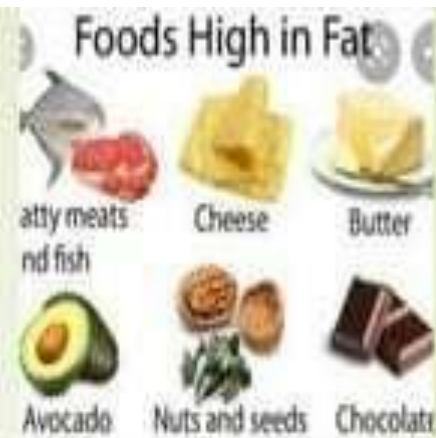 Foods High in Fat
atty meats
nd fish
Cheese
Butter
Avocado
Nuts and seeds
Chocolat